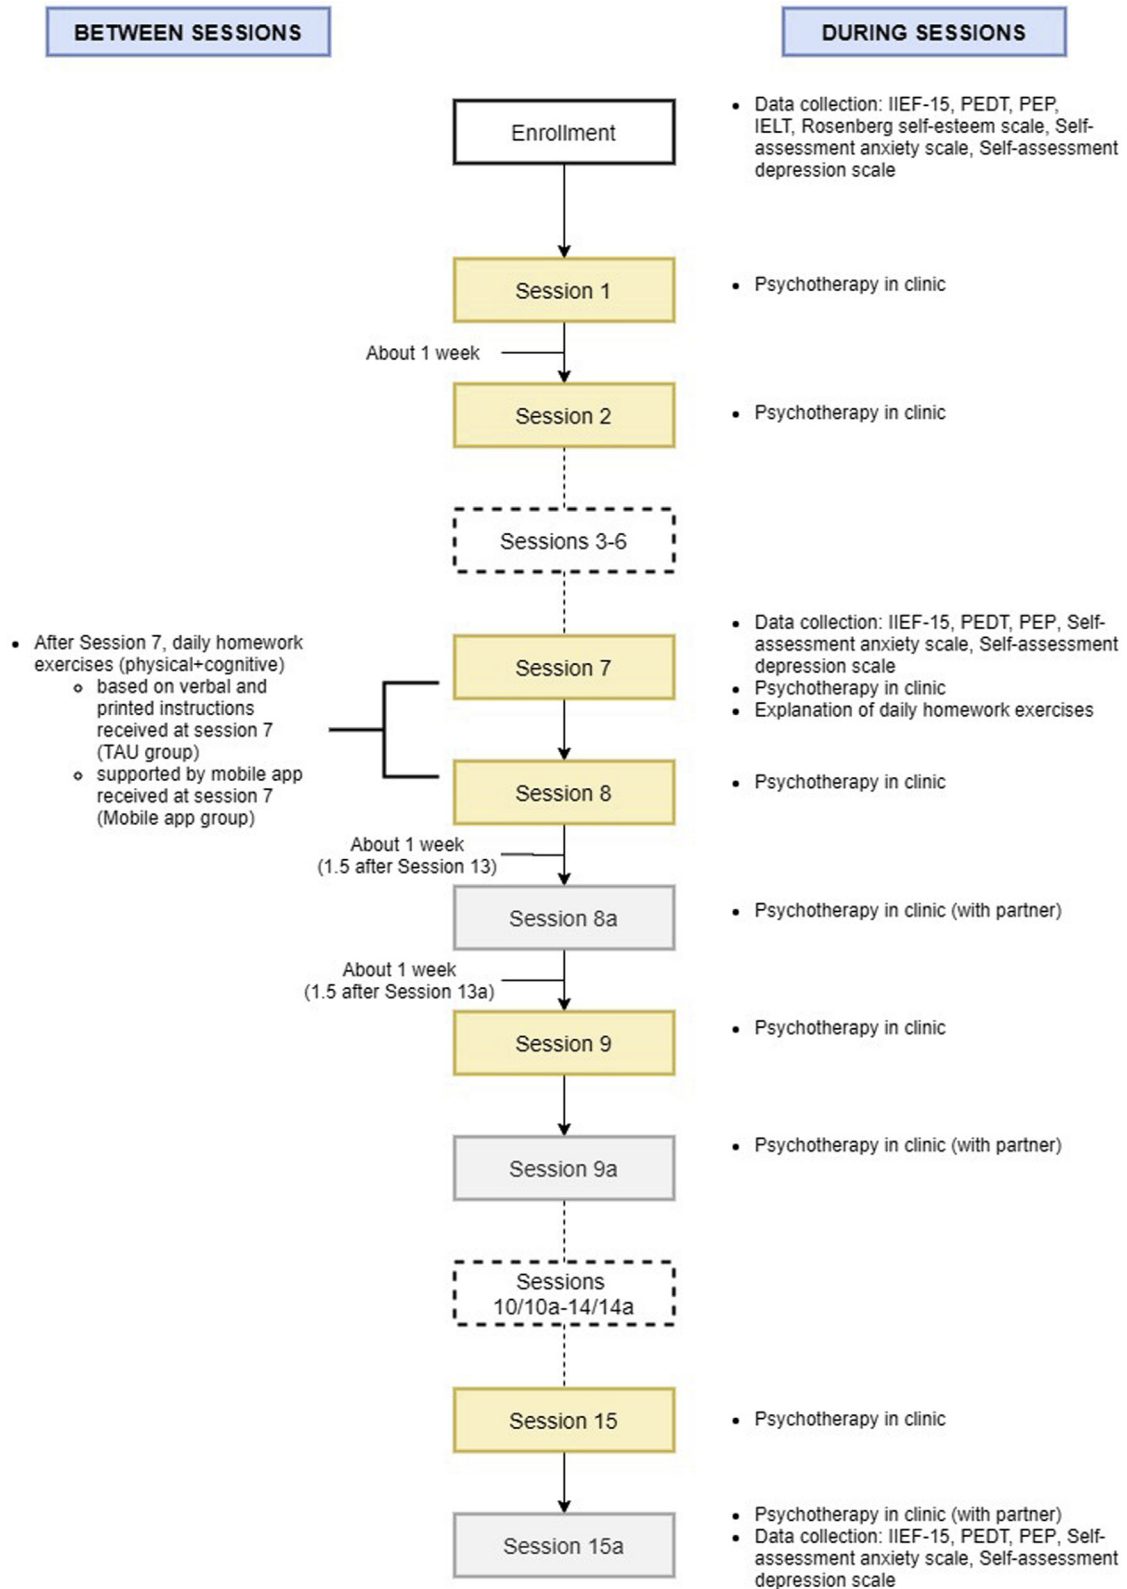 BETWEEN SESSIONS
DURING SESSIONS
Enrollment
• Data collection: IIEF-15, PEDT, PEP,
IELT, Rosenberg self-esteem scale, Self-
assessment anxiety scale, Self-assessment
depression scale
Session 1
• Psychotherapy in clinic
About 1 week
Session 2
• Psychotherapy in clinic
Sessions 3-6
• After Session 7, daily homework
exercises (physical+cognitive)
o based on verbal and
printed instructions
received at session 7
(TAU group)
o supported by mobile app
received at session 7
(Mobile app group)
Session 7
• Data collection: IIEF-15, PEDT, PEP, Self-
assessment anxiety scale, Self-assessment
depression scale
• Psychotherapy in clinic
• Explanation of daily homework exercises
Session 8
• Psychotherapy in clinic
About 1 week
(1.5 after Session 13)
Session 8a
• Psychotherapy in clinic (with partner)
About 1 week
(1.5 after Session 13a)
Session 9
• Psychotherapy in clinic
Session 9a
• Psychotherapy in clinic (with partner)
Sessions
10/10a-14/14a
Session 15
• Psychotherapy in clinic
Session 15a
• Psychotherapy in clinic (with partner)
• Data collection: IIEF-15, PEDT, PEP, Self-
assessment anxiety scale, Self-assessment
depression scale